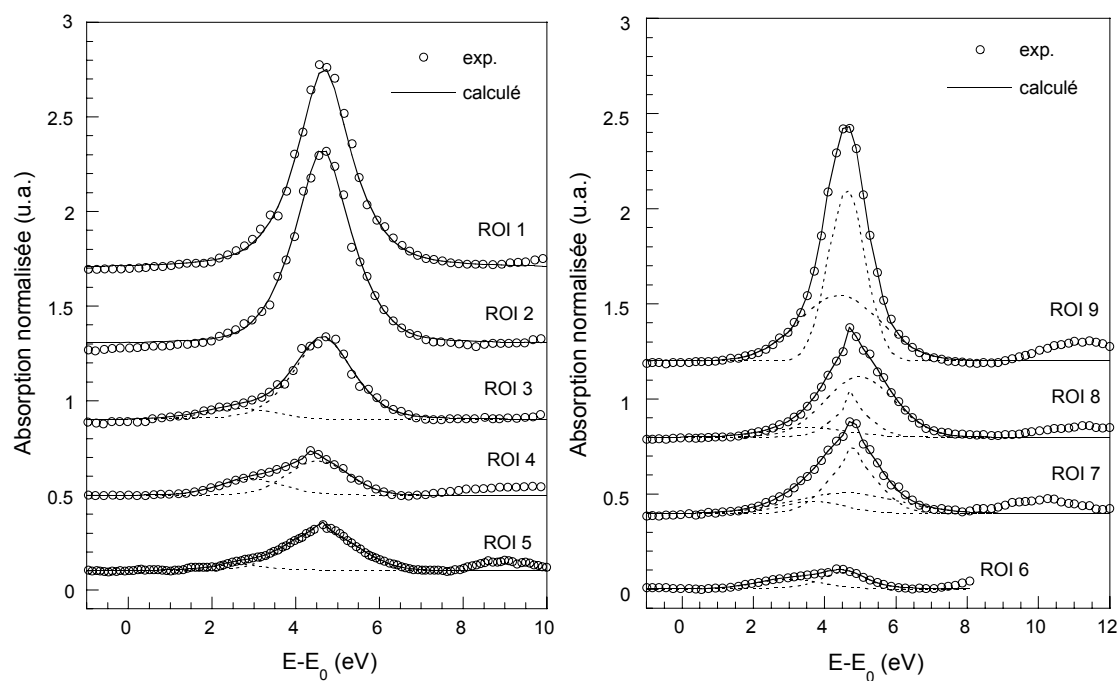 3
2.5
2
1.5
1
0.5
0
Absorption normalisée (u.a.)
exp.
calculé
ROI 1
ROI 2
ROI 3
ROI 4
ROI 5
0 2 4 6 8 10
E-E0 (eV)
3
2.5
2
1.5
1
0.5
0
Absorption normalisée (u.a.)
exp.
calculé
ROI 9
ROI 8
ROI 7
ROI 6
0 2 4 6 8 10 12
E-E0 (eV)